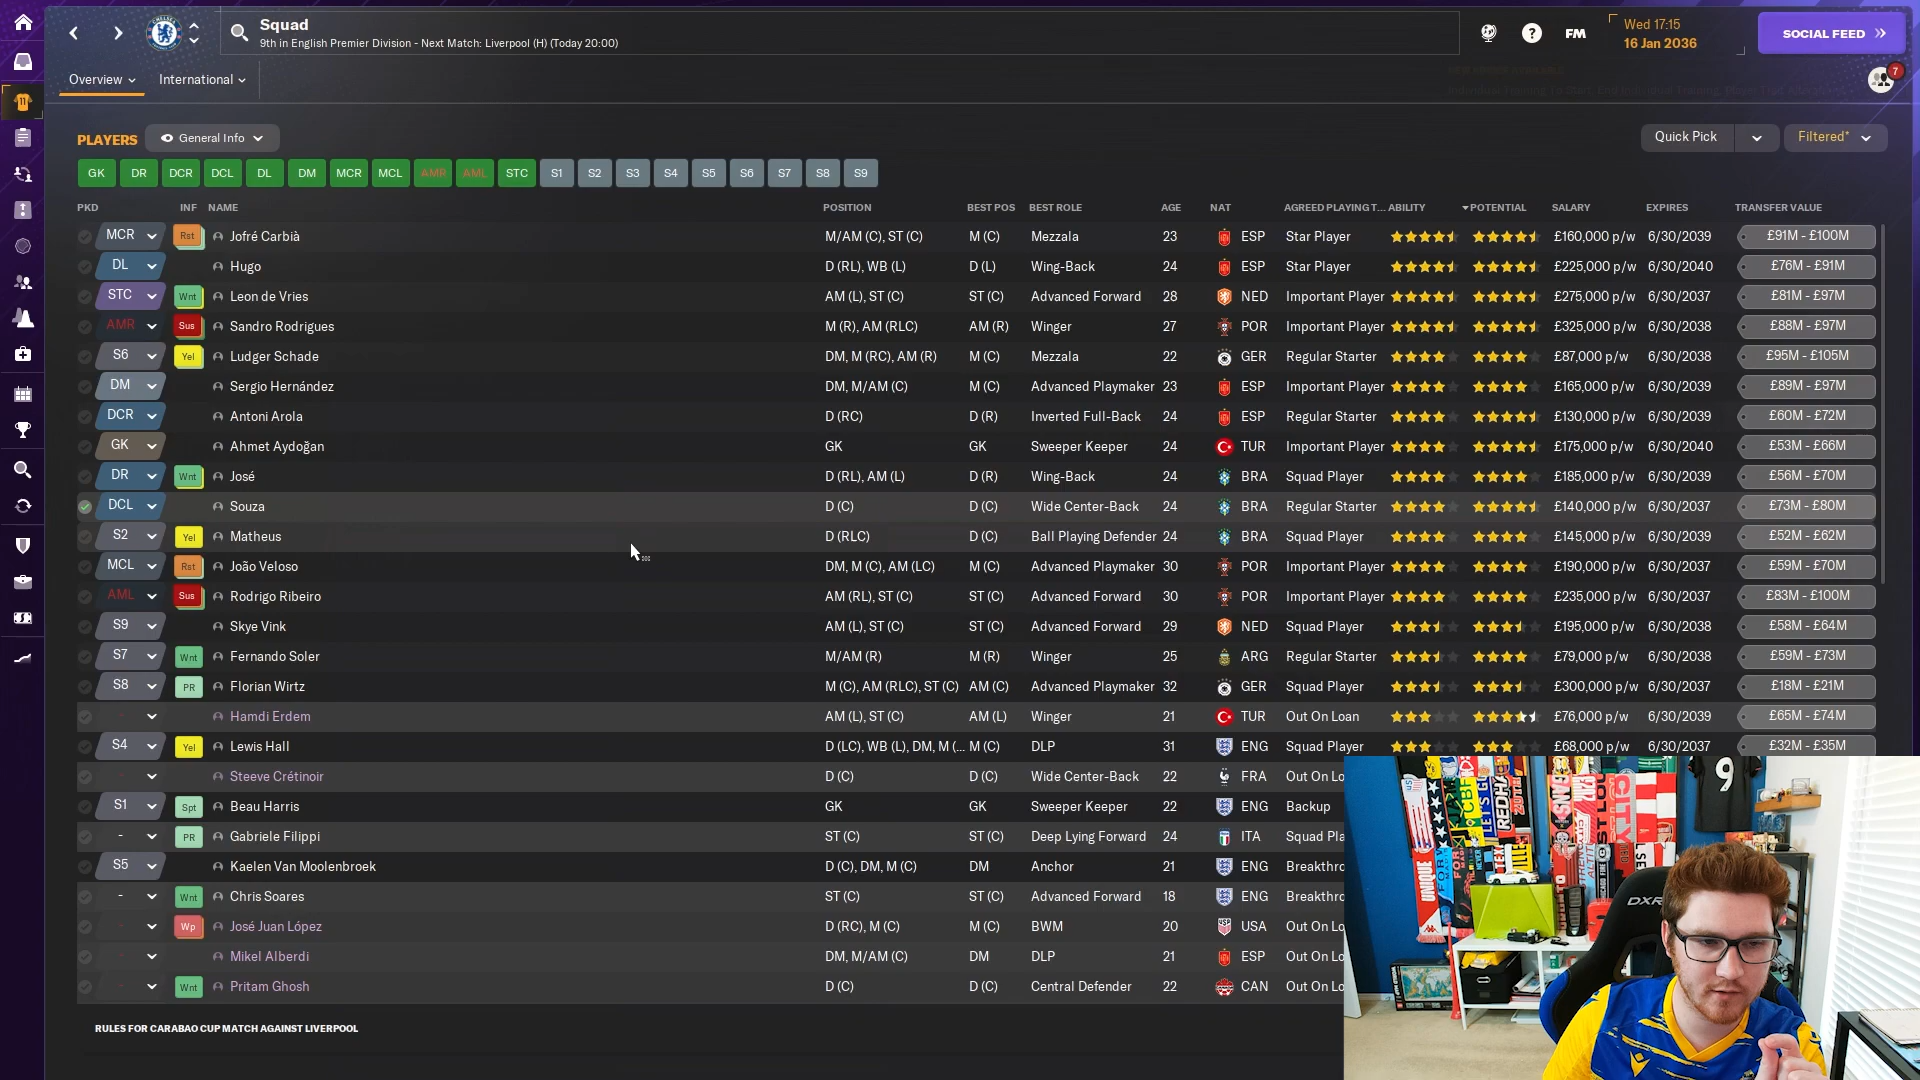 Squad
9th in English Premier Division - Next Match: Liverpool (H) (Today 20:00)
FM
Wed 17:15
16 Jan 2036
SOCIAL FEED
Overview International
7
PLAYERS General Info Quick Pick Filtered*
GK DR DCR DCL DL DM MCR MCL AMR AML STC S1 S2 S3 S4 S5 S6 S7 S8 S9
PKD INF NAME POSITION BEST POS BEST ROLE AGE NAT AGREED PLAYING T... ABILITY POTENTIAL SALARY EXPIRES TRANSFER VALUE
MCR Rst Jofré Carbià M/AM (C), ST (C) M (C) Mezzala 23 ESP Star Player £160,000 p/w 6/30/2039 £91M - £100M
DL Hugo D (RL), WB (L) D (L) Wing-Back 24 ESP Star Player £225,000 p/w 6/30/2040 £76M - £91M
STC Wnt Leon de Vries AM (L), ST (C) ST (C) Advanced Forward 28 NED Important Player £275,000 p/w 6/30/2037 £81M - £97M
AMR Sus Sandro Rodrigues M (R), AM (RLC) AM (R) Winger 27 POR Important Player £325,000 p/w 6/30/2038 £88M - £97M
S6 Yel Ludger Schade DM, M (RC), AM (R) M (C) Mezzala 22 GER Regular Starter £87,000 p/w 6/30/2038 £95M - £105M
DM Sergio Hernández DM, M/AM (C) M (C) Advanced Playmaker 23 ESP Important Player £165,000 p/w 6/30/2039 £89M - £97M
DCR Antoni Arola D (RC) D (R) Inverted Full-Back 24 ESP Regular Starter £130,000 p/w 6/30/2039 £60M - £72M
GK Ahmet Aydoğan GK GK Sweeper Keeper 24 TUR Important Player £175,000 p/w 6/30/2040 £53M - £66M
DR Wnt José D (RL), AM (L) D (R) Wing-Back 24 BRA Squad Player £185,000 p/w 6/30/2039 £56M - £70M
DCL Souza D (C) D (C) Wide Center-Back 24 BRA Regular Starter £140,000 p/w 6/30/2037 £73M - £80M
S2 Yel Matheus D (RLC) D (C) Ball Playing Defender 24 BRA Squad Player £145,000 p/w 6/30/2039 £52M - £62M
MCL Rst João Veloso DM, M (C), AM (LC) M (C) Advanced Playmaker 30 POR Important Player £190,000 p/w 6/30/2037 £59M - £70M
AML Sus Rodrigo Ribeiro AM (RL), ST (C) ST (C) Advanced Forward 30 POR Important Player £235,000 p/w 6/30/2037 £83M - £100M
S9 Skye Vink AM (L), ST (C) ST (C) Advanced Forward 29 NED Squad Player £195,000 p/w 6/30/2038 £58M - £64M
S7 Wnt Fernando Soler M/AM (R) M (R) Winger 25 ARG Regular Starter £79,000 p/w 6/30/2038 £59M - £73M
S8 PR Florian Wirtz M (C), AM (RLC), ST (C) AM (C) Advanced Playmaker 32 GER Squad Player £300,000 p/w 6/30/2037 £18M - £21M
- Hamdi Erdem AM (L), ST (C) AM (L) Winger 21 TUR Out On Loan £76,000 p/w 6/30/2039 £65M - £74M
S4 Yel Lewis Hall D (LC), WB (L), DM, M (... M (C) DLP 31 ENG Squad Player £68,000 p/w 6/30/2037 £32M - £35M
- Steeve Crétinoir D (C) D (C) Wide Center-Back 22 FRA Out On Lo
S1 Spt Beau Harris GK GK Sweeper Keeper 22 ENG Backup
- PR Gabriele Filippi ST (C) ST (C) Deep Lying Forward 24 ITA Squad Pla
S5 Kaelen Van Moolenbroek D (C), DM, M (C) DM Anchor 21 ENG Breakthro
- Wnt Chris Soares ST (C) ST (C) Advanced Forward 18 ENG Breakthro
- Wp José Juan López D (RC), M (C) M (C) BWM 20 USA Out On Lo
- Mikel Alberdi DM, M/AM (C) DM DLP 21 ESP Out On Lo
- Wnt Pritam Ghosh D (C) D (C) Central Defender 22 CAN Out On Lo
RULES FOR CARABAO CUP MATCH AGAINST LIVERPOOL
9
UNIQUE
CITY
DXR